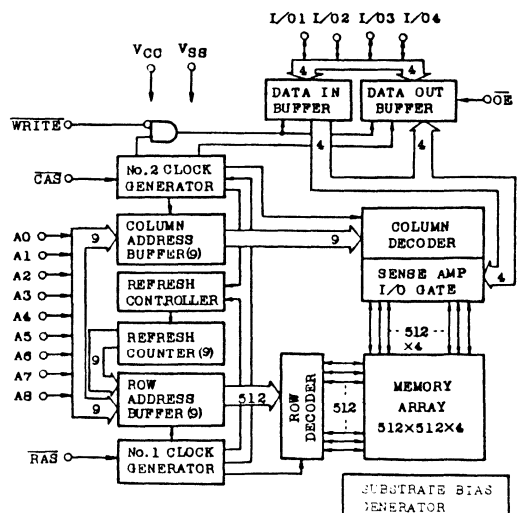 I/O1 I/O2 I/O3 I/O4
VCC VSS
4 4
DATA IN
BUFFER
DATA OUT
BUFFER
OE
WRITE
4 4
CAS
No.2 CLOCK
GENERATOR
A0
A1
A2
A3
A4
A5
A6
A7
A8
9
COLUMN
ADDRESS
BUFFER(9)
9
COLUMN
DECODER
SENSE AMP
I/O GATE
4
REFRESH
CONTROLLER
512
×4
REFRESH
COUNTER(9)
9
9
ROW
ADDRESS
BUFFER(9)
512
ROW
DECODER
512
MEMORY
ARRAY
512×512×4
RAS
No.1 CLOCK
GENERATOR
SUBSTRATE BIAS
GENERATOR